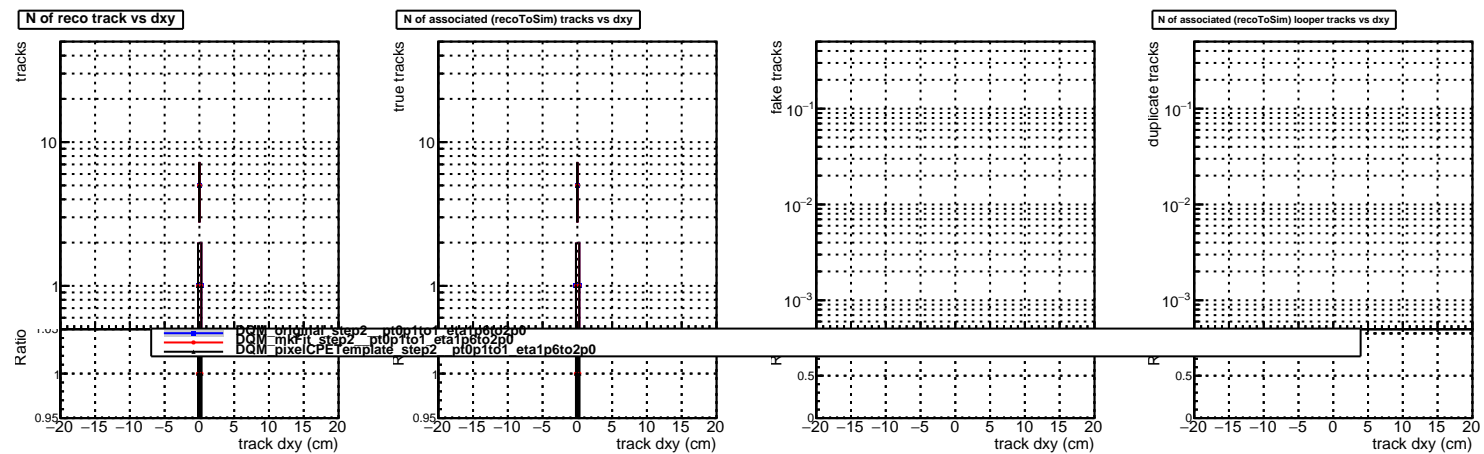 N of reco track vs dxy
N of associated (recoToSim) tracks vs dxy
N of associated (recoToSim) looper tracks vs dxy
tracks
10
1
true tracks
10
1
fake tracks
10⁻¹
10⁻²
10⁻³
duplicate tracks
10⁻¹
10⁻²
10⁻³
DQM_original_step2__pt0p1to1_eta1p6to2p0
DQM_mkFit_step2__pt0p1to1_eta1p6to2p0
DQM_pixelCPETemplate_step2__pt0p1to1_eta1p6to2p0
Ratio
1.05
1
0.95
−20 −15 −10 −5 0 5 10 15 20
track dxy (cm)
1
0.95
−20 −15 −10 −5 0 5 10 15 20
track dxy (cm)
0.5
0
−20 −15 −10 −5 0 5 10 15 20
track dxy (cm)
0.5
0
−20 −15 −10 −5 0 5 10 15 20
track dxy (cm)